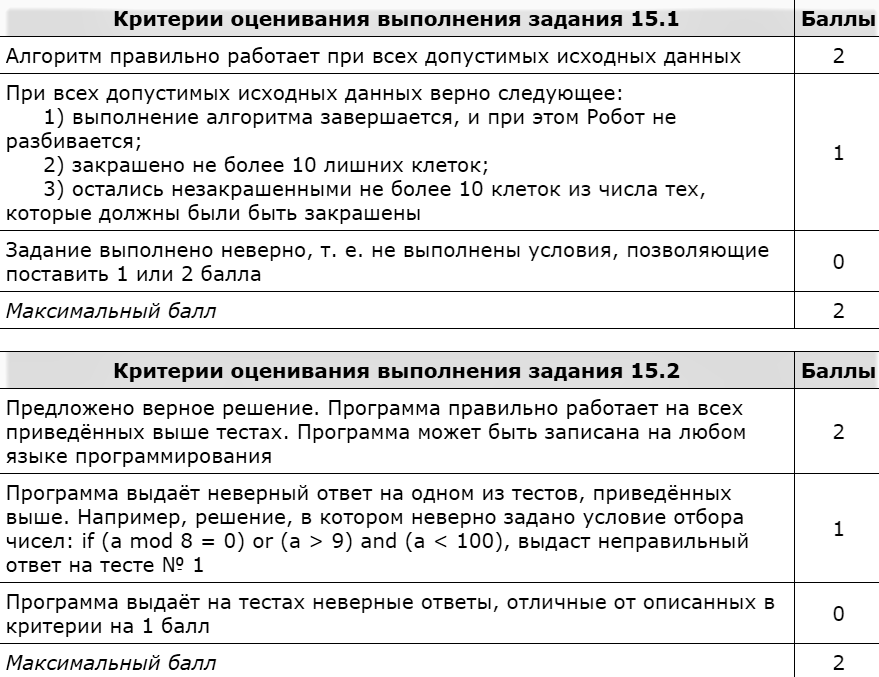 Критерии оценивания выполнения задания 15.1 Баллы
Алгоритм правильно работает при всех допустимых исходных данных 2
При всех допустимых исходных данных верно следующее:
1) выполнение алгоритма завершается, и при этом Робот не
разбивается;
2) закрашено не более 10 лишних клеток;
1
3) остались незакрашенными не более 10 клеток из числа тех,
которые должны были быть закрашены
Задание выполнено неверно, т. е. не выполнены условия, позволяющие
поставить 1 или 2 балла
0
Максимальный балл 2
Критерии оценивания выполнения задания 15.2 Баллы
Предложено верное решение. Программа правильно работает на всех
приведённых выше тестах. Программа может быть записана на любом 2
языке программирования
Программа выдаёт неверный ответ на одном из тестов, приведённых
выше. Например, решение, в котором неверно задано условие отбора
чисел: if (a mod 8 = 0) or (a > 9) and (a < 100), выдаст неправильный
ответ на тесте № 1
1
Программа выдаёт на тестах неверные ответы, отличные от описанных в
критерии на 1 балл
0
Максимальный балл 2